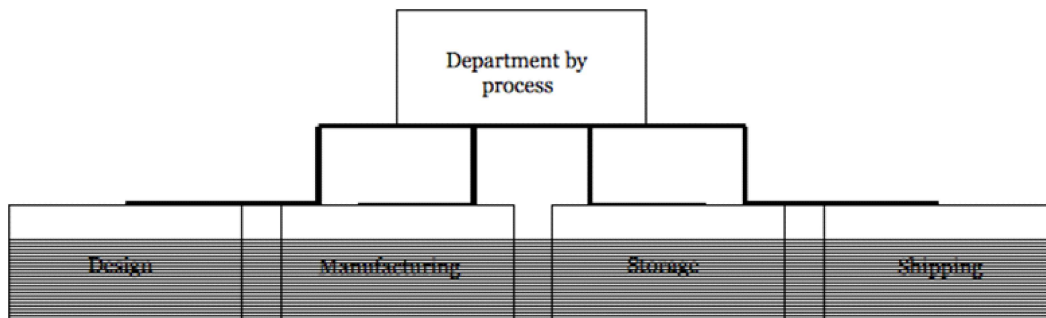 Department by
process
Design
Manufacturing
Storage
Shipping